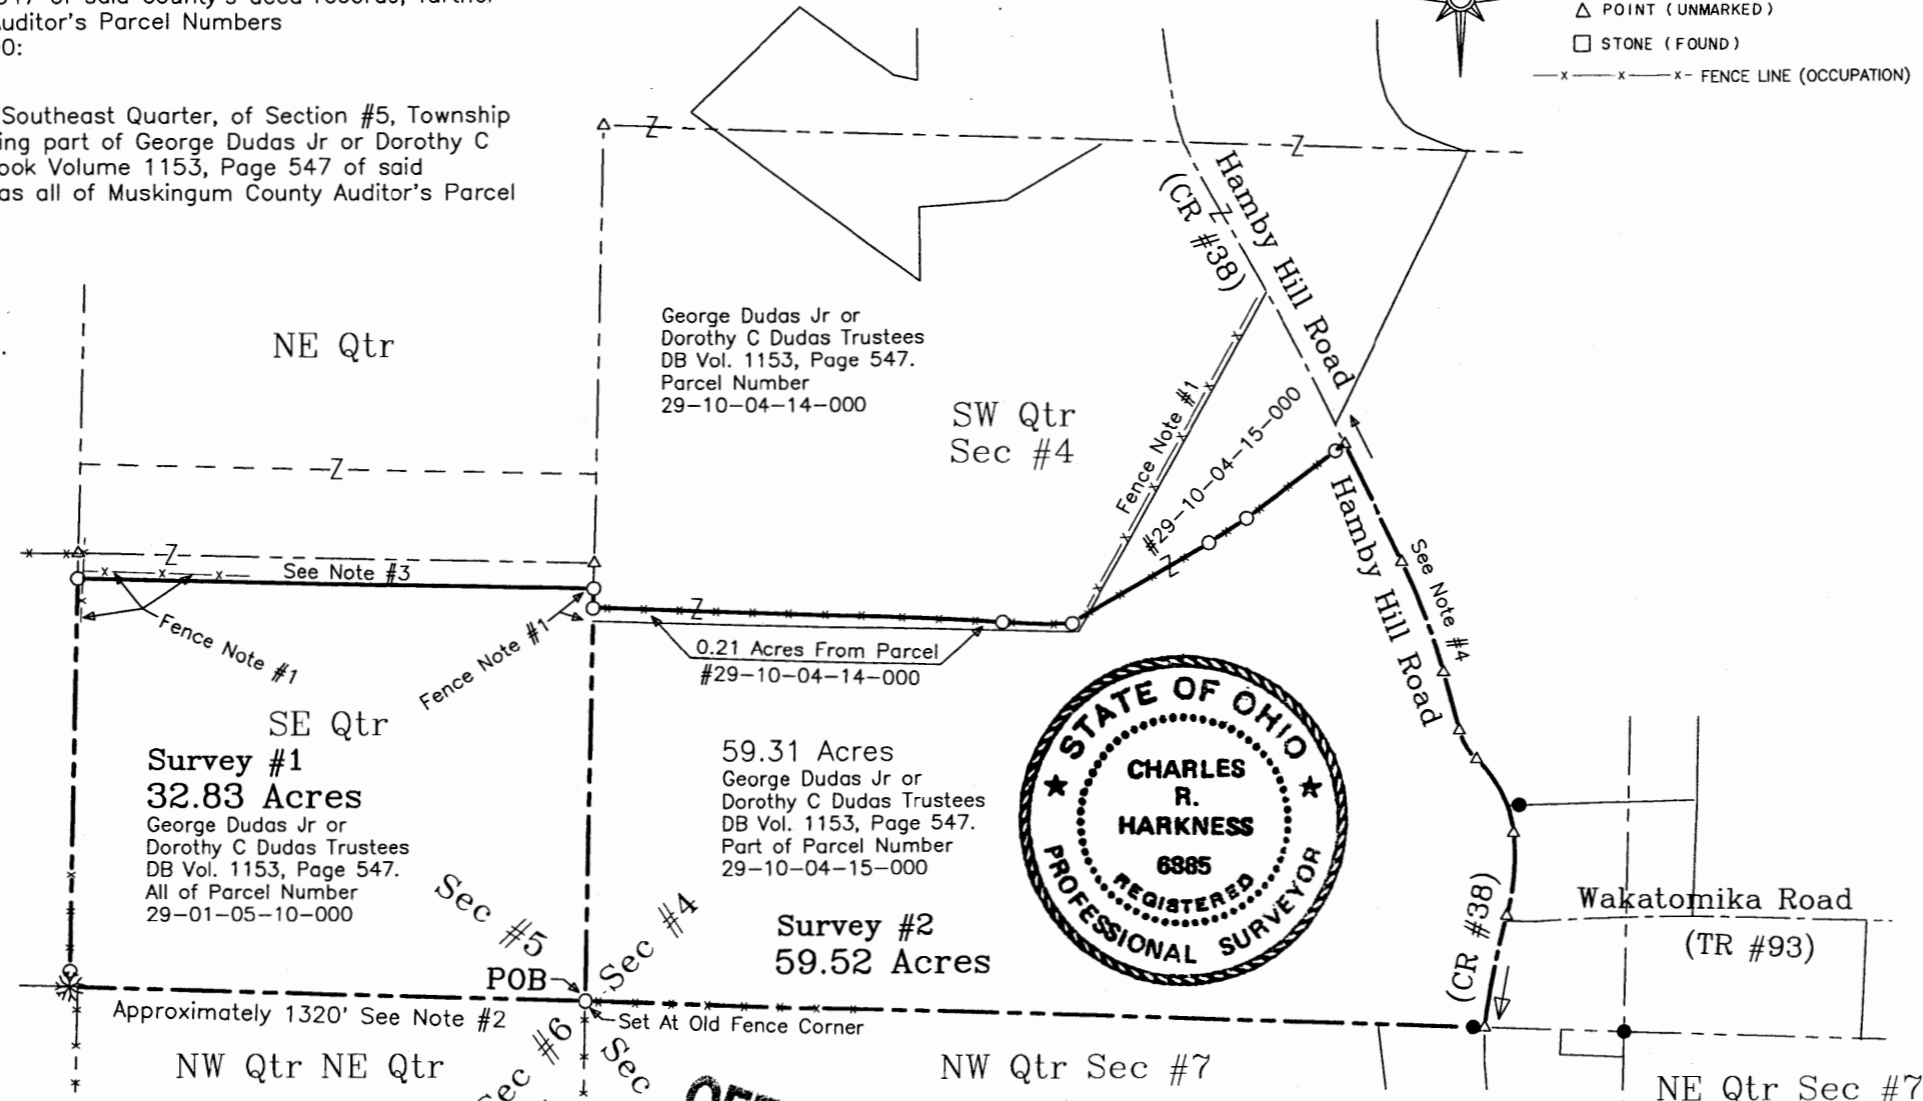 Auditor's Parcel Numbers
Southeast Quarter, of Section #5, Township
part of George Dudas Jr or Dorothy C
Volume 1153, Page 547 of said
as all of Muskingum County Auditor's Parcel
△ POINT (UNMARKED)
□ STONE (FOUND)
—x——x——x- FENCE LINE (OCCUPATION)
Z
Z
Hamby Hill Road
Z
(CR #38)
NE Qtr
George Dudas Jr or
Dorothy C Dudas Trustees
DB Vol. 1153, Page 547.
Parcel Number
29-10-04-14-000
SW Qtr
Sec #4
Fence Note #1
#29-10-04-15-000
Z
Z
Z
See Note #3
Fence Note #1
Fence Note #1
Z
0.21 Acres From Parcel
#29-10-04-14-000
Hamby Hill Road
See Note #4
SE Qtr
Survey #1
32.83 Acres
George Dudas Jr or
Dorothy C Dudas Trustees
DB Vol. 1153, Page 547.
All of Parcel Number
29-01-05-10-000
59.31 Acres
George Dudas Jr or
Dorothy C Dudas Trustees
DB Vol. 1153, Page 547.
Part of Parcel Number
29-10-04-15-000
STATE OF OHIO
CHARLES
R.
HARKNESS
6885
REGISTERED
PROFESSIONAL SURVEYOR
Survey #2
59.52 Acres
Sec #5
Sec #4
POB
Set At Old Fence Corner
Approximately 1320' See Note #2
Sec #6
Sec
NW Qtr NE Qtr
NW Qtr Sec #7
(CR #38)
Wakatomika Road
(TR #93)
NE Qtr Sec #7